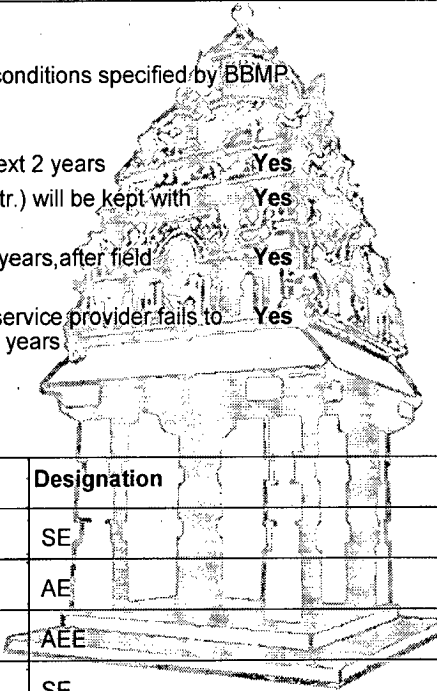 conditions specified by BBMP
ext 2 years Yes
tr.) will be kept with Yes
years,after field Yes
service provider fails to Yes
years
Designation
SE
AE
AEE
SE